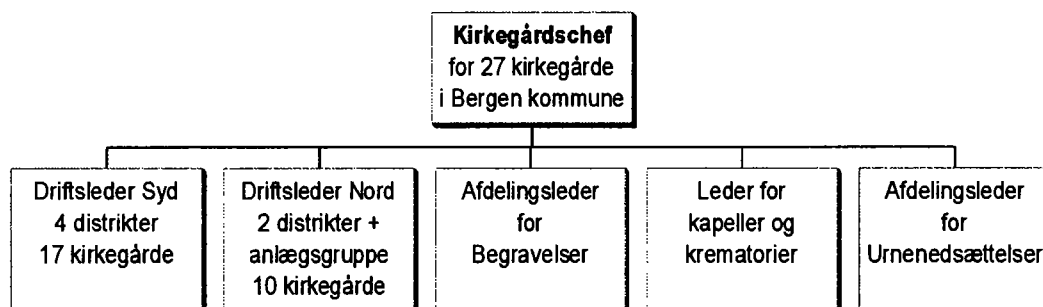 Kirkegårdschef
for 27 kirkegårde
i Bergen kommune
Driftsleder Syd
4 distrikter
17 kirkegårde
Driftsleder Nord
2 distrikter +
anlægsgruppe
10 kirkegårde
Afdelingsleder
for
Begravelser
Leder for
kapeller og
krematorier
Afdelingsleder
for
Urnenedsættelser